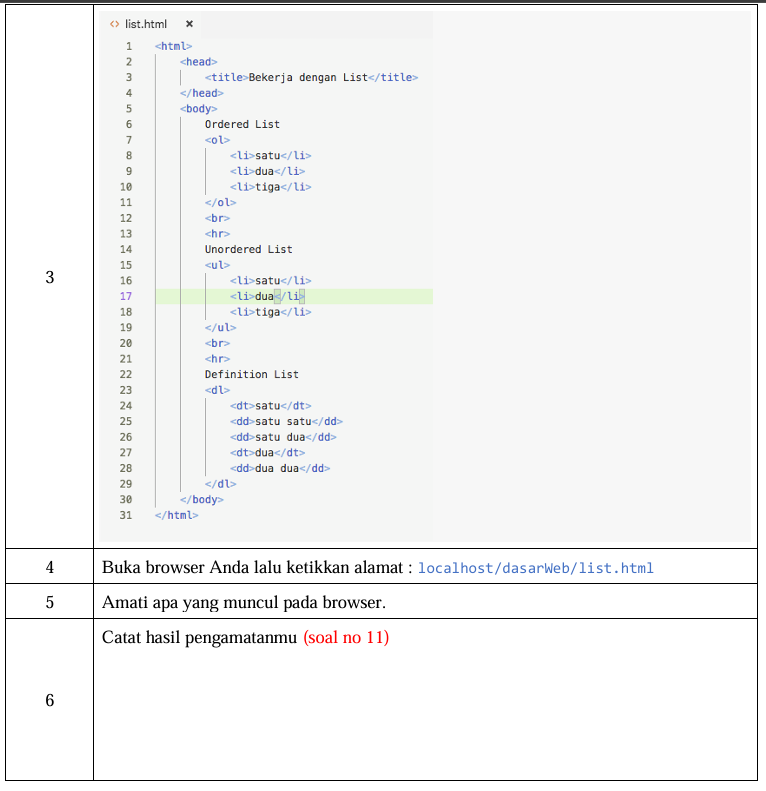 3
<> list.html ×
1 <html>
2 <head>
3 <title>Bekerja dengan List</title>
4 </head>
5 <body>
6 Ordered List
7 <ol>
8 <li>satu</li>
9 <li>dua</li>
10 <li>tiga</li>
11 </ol>
12 <br>
13 <hr>
14 Unordered List
15 <ul>
16 <li>satu</li>
17 <li>dua</li>
18 <li>tiga</li>
19 </ul>
20 <br>
21 <hr>
22 Definition List
23 <dl>
24 <dt>satu</dt>
25 <dd>satu satu</dd>
26 <dd>satu dua</dd>
27 <dt>dua</dt>
28 <dd>dua dua</dd>
29 </dl>
30 </body>
31 </html>
4 Buka browser Anda lalu ketikkan alamat : localhost/dasarWeb/list.html
5 Amati apa yang muncul pada browser.
6 Catat hasil pengamatanmu (soal no 11)